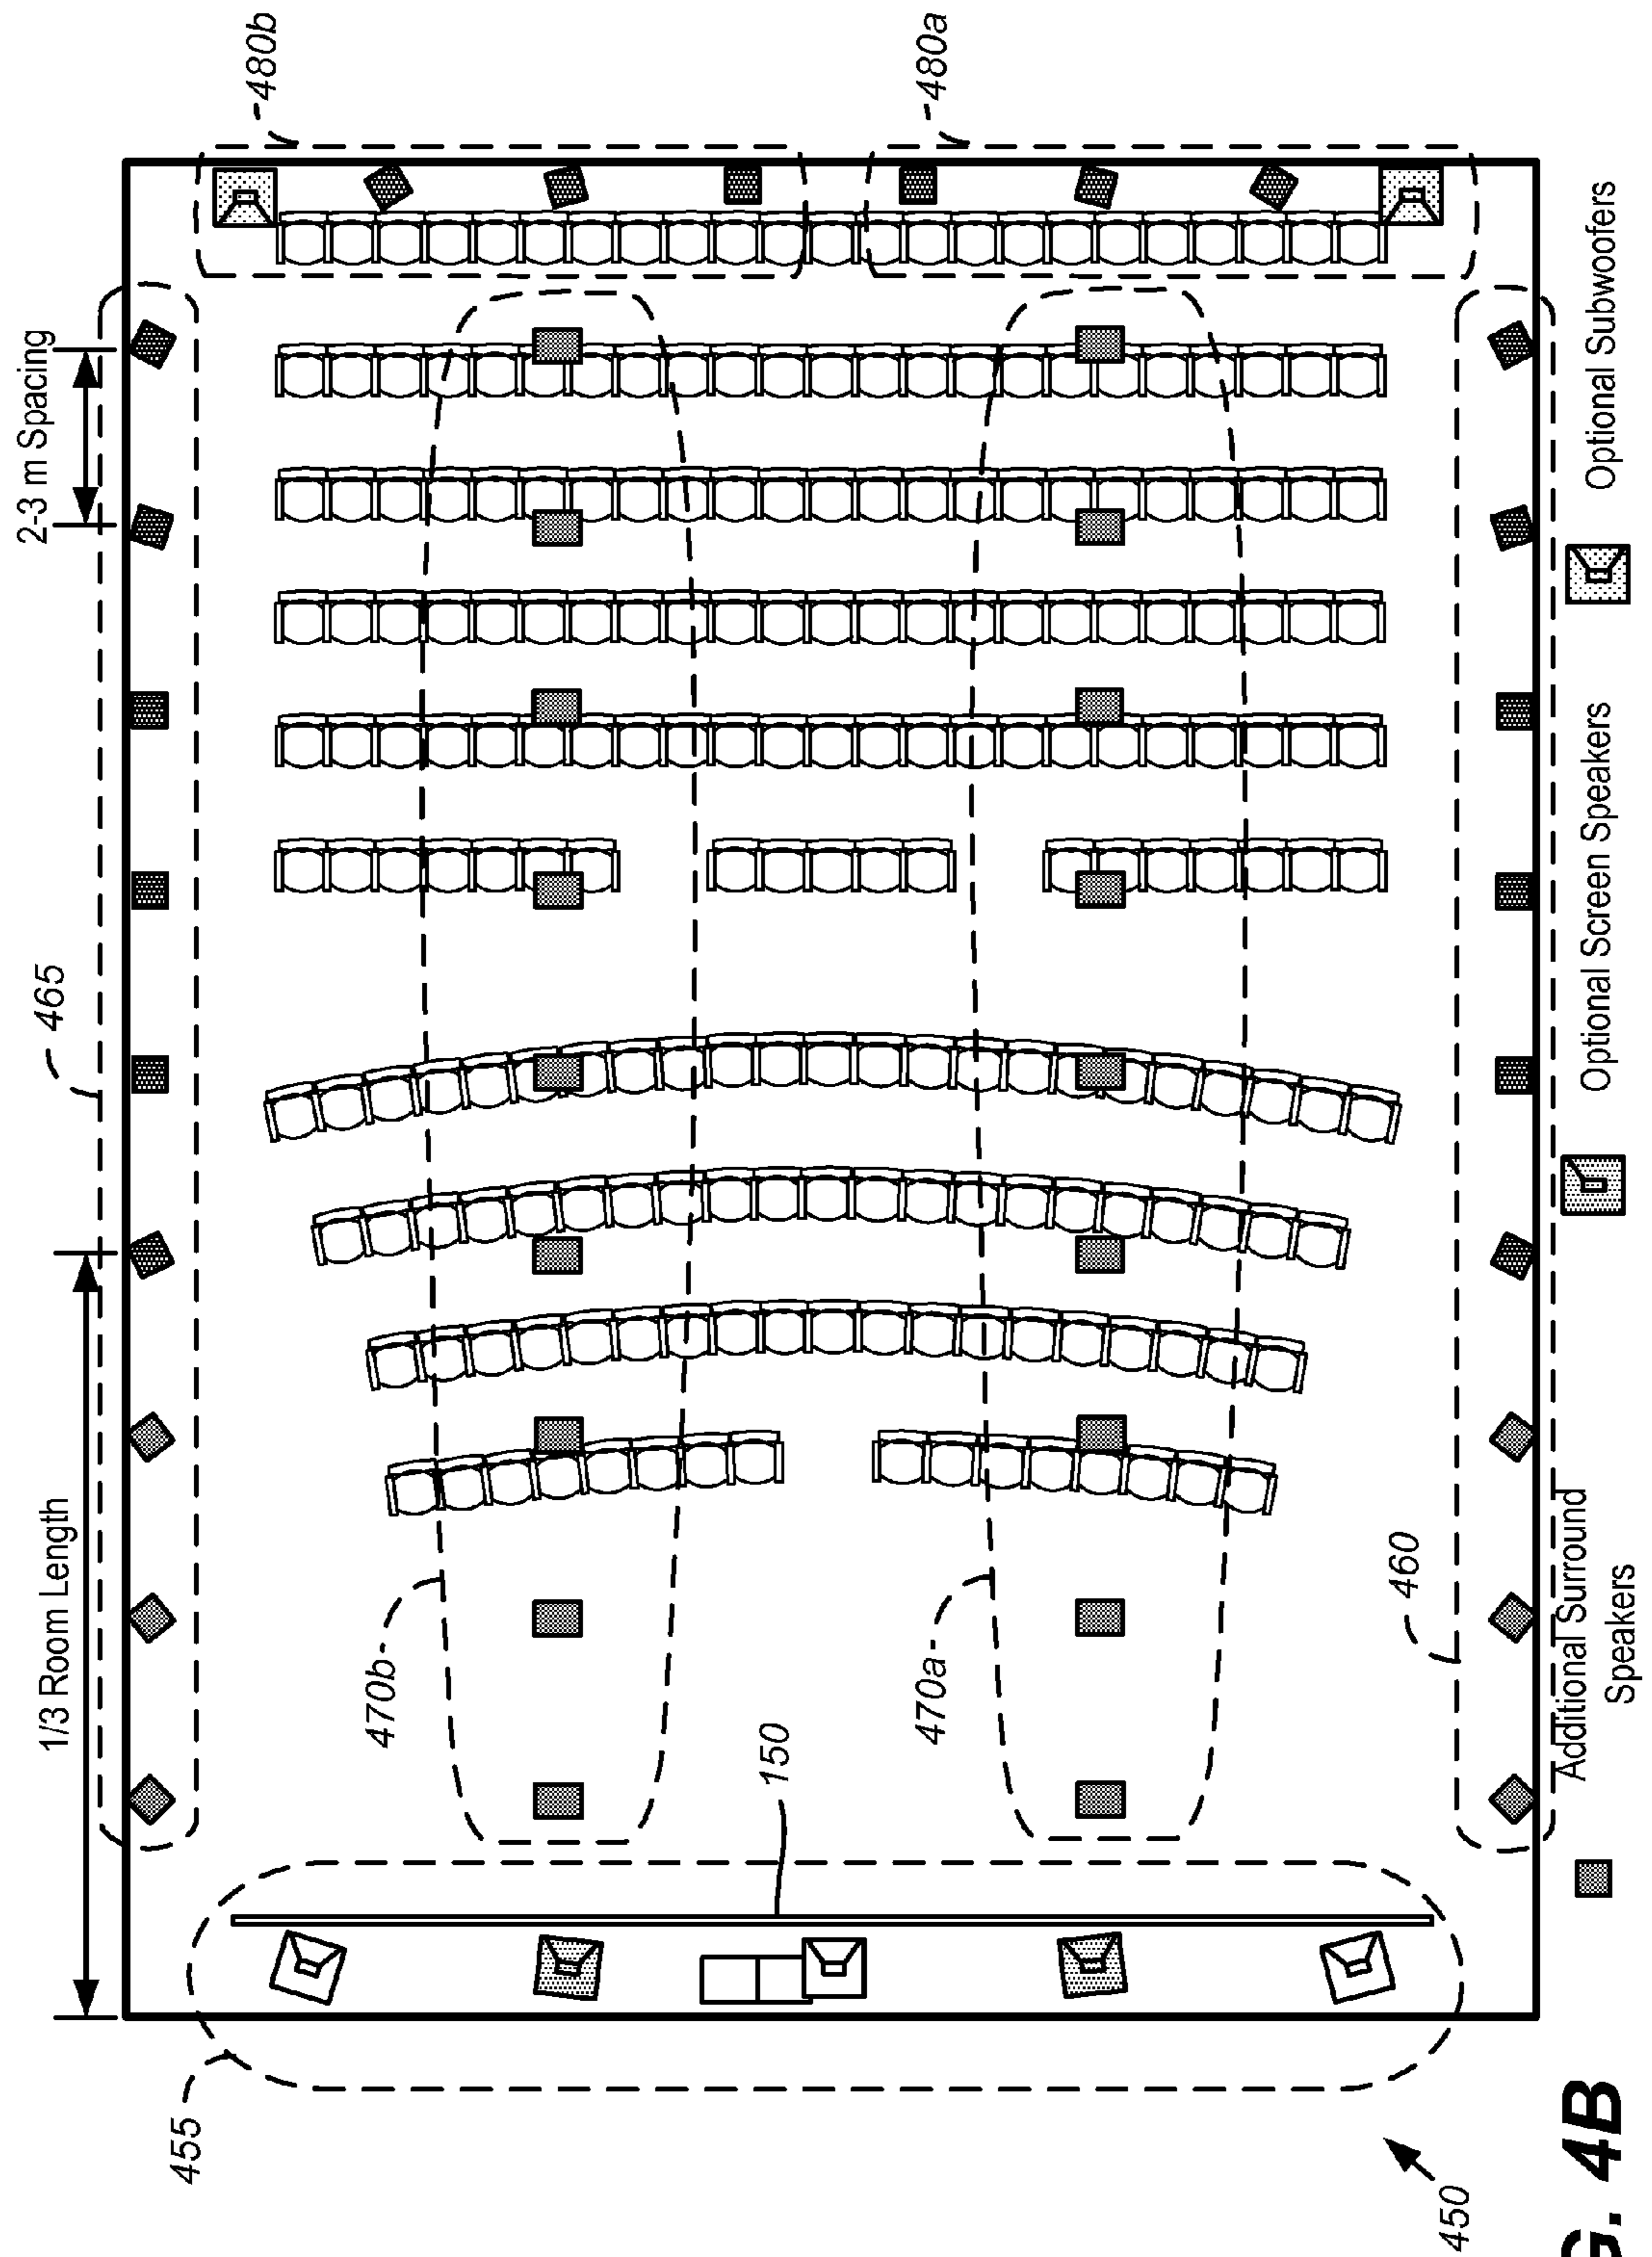 480b
480a
2-3 m Spacing
465
1/3 Room Length
470b
470a
150
460
455
450
Optional Subwoofers
Optional Screen Speakers
Additional Surround
Speakers
G. 4B